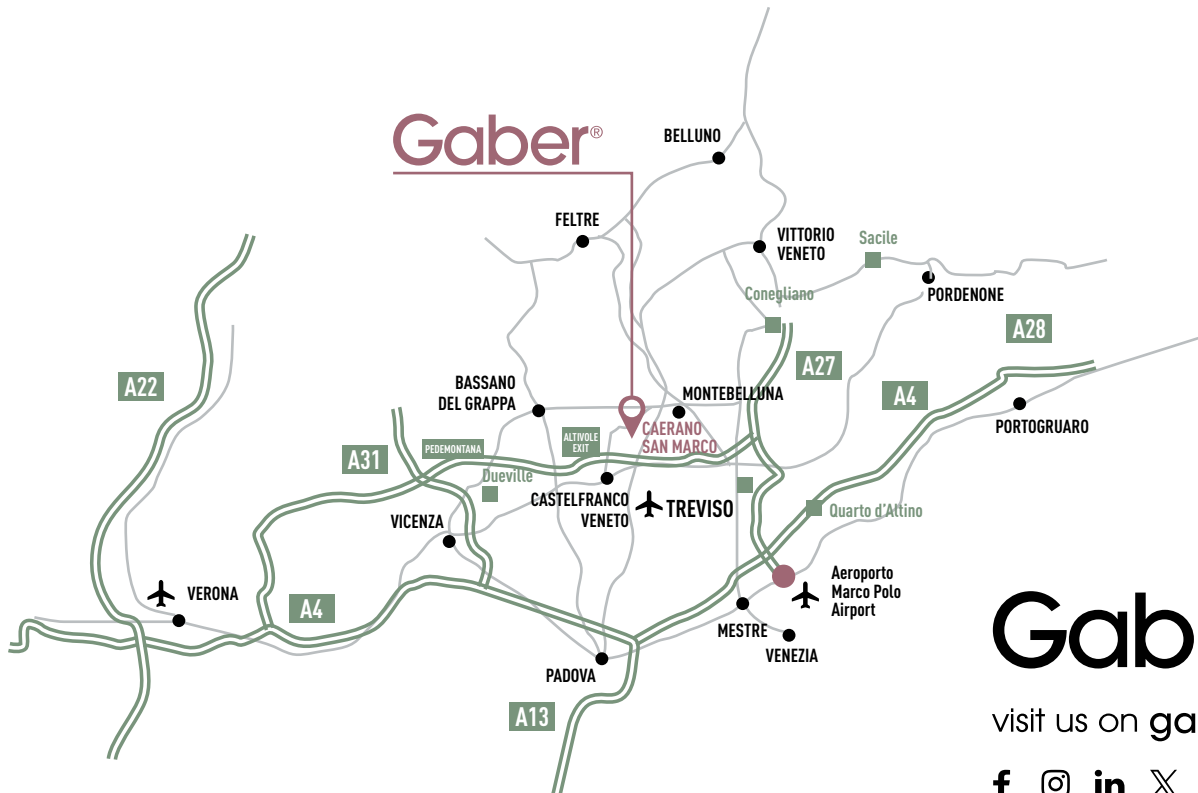 Gaber®
BELLUNO
FELTRE
VITTORIO
VENETO
Sacile
PORDENONE
Conegliano
A28
A27
A22
A4
BASSANO
DEL GRAPPA
MONTEBELLUNA
PORTOGRUARO
CAERANO
SAN MARCO
ALTIVOLE
EXIT
PEDEMONTANA
A31
Dueville
CASTELFRANCO
VENETO
TREVISO
Quarto d'Altino
VICENZA
VERONA
A4
Aeroporto
Marco Polo
Airport
MESTRE
VENEZIA
PADOVA
A13
Gab
visit us on ga